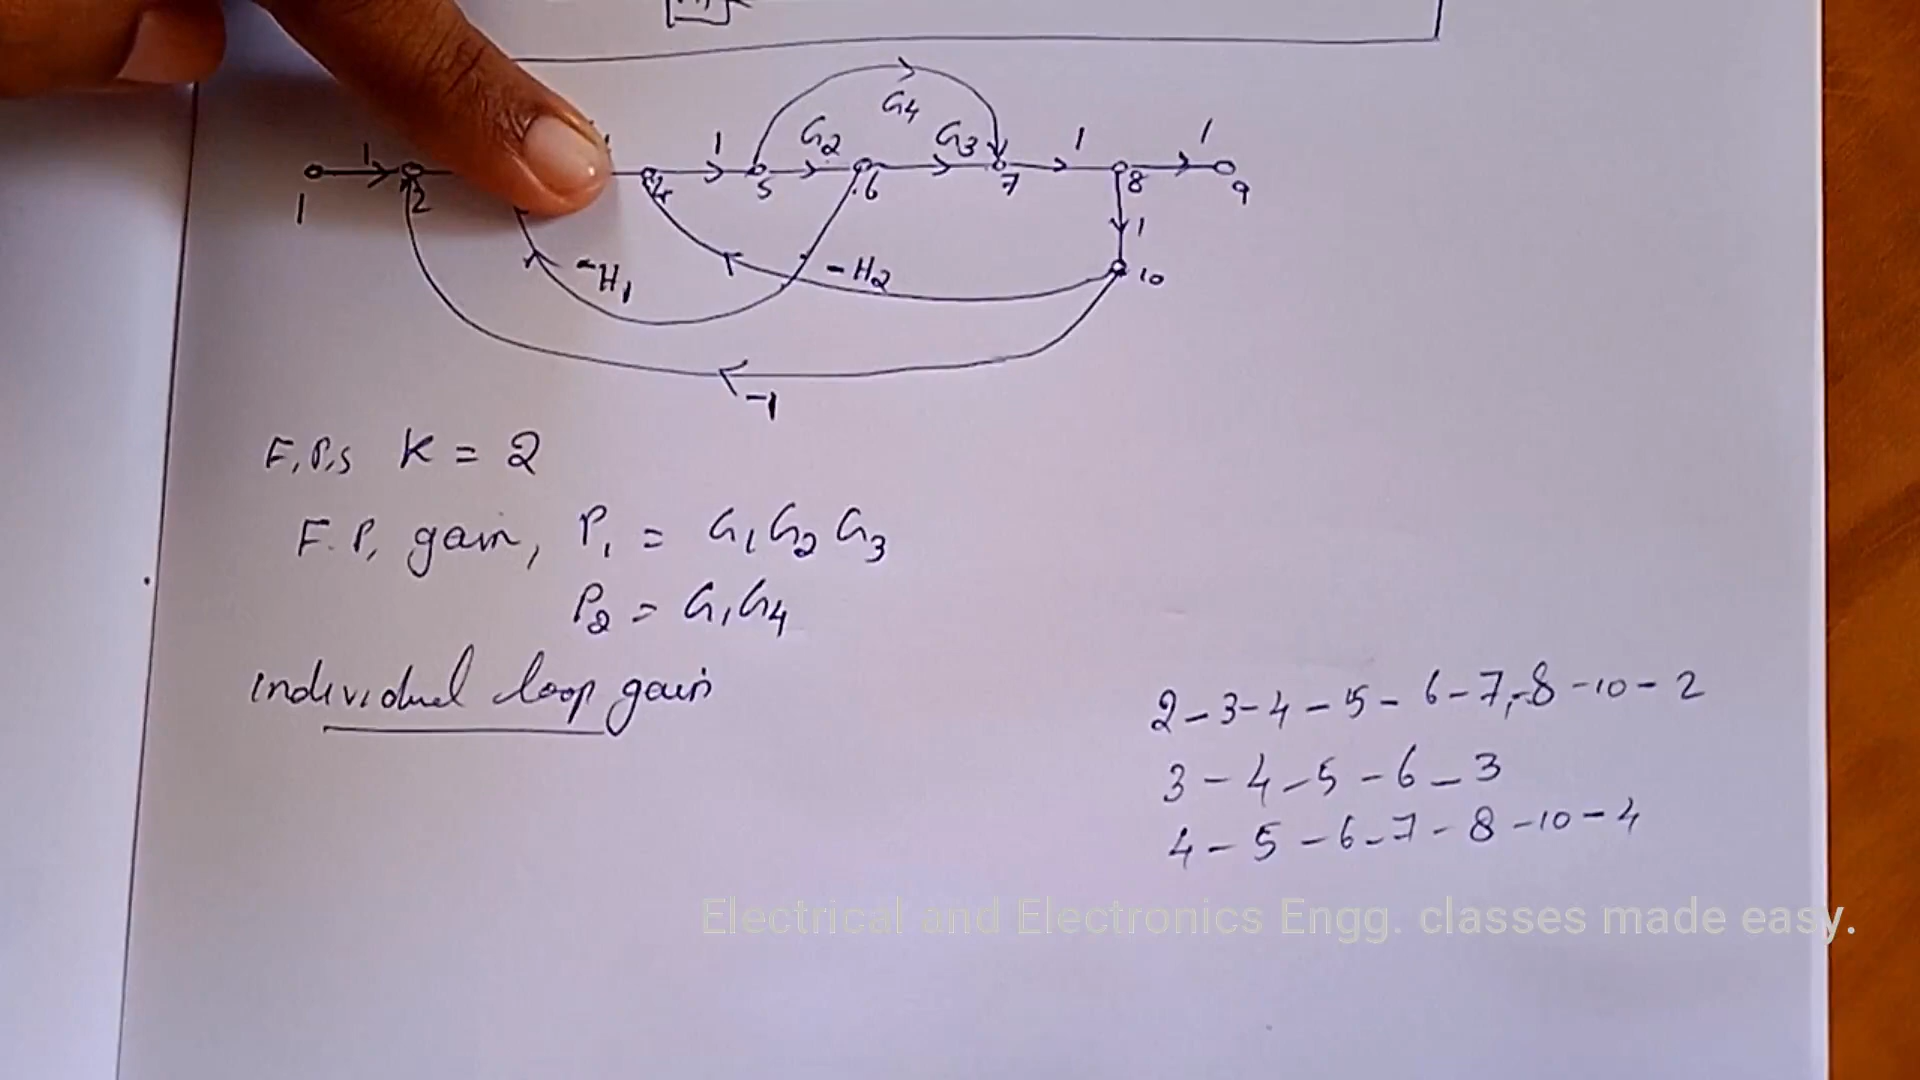 1 1 G2 G4 G3 1 1
1 2 4 5 6 7 8 9
1
-H1 -H2 10
-1
F.P.s K = 2
F.P. gain, P1 = G1G2G3
P2 = G1G4
individual loop gain
2-3-4-5-6-7-8-10-2
3-4-5-6-3
4-5-6-7-8-10-4
Electrical and Electronics Engg. classes made easy.